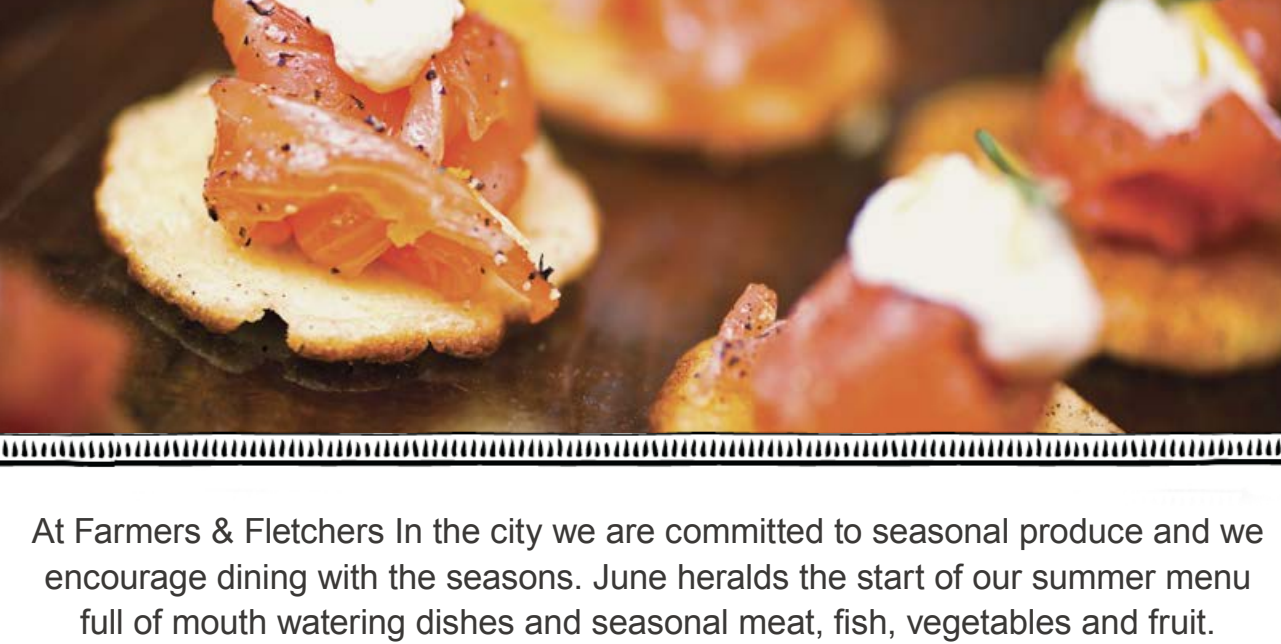 At Farmers & Fletchers In the city we are committed to seasonal produce and we
encourage dining with the seasons. June heralds the start of our summer menu
full of mouth watering dishes and seasonal meat, fish, vegetables and fruit.